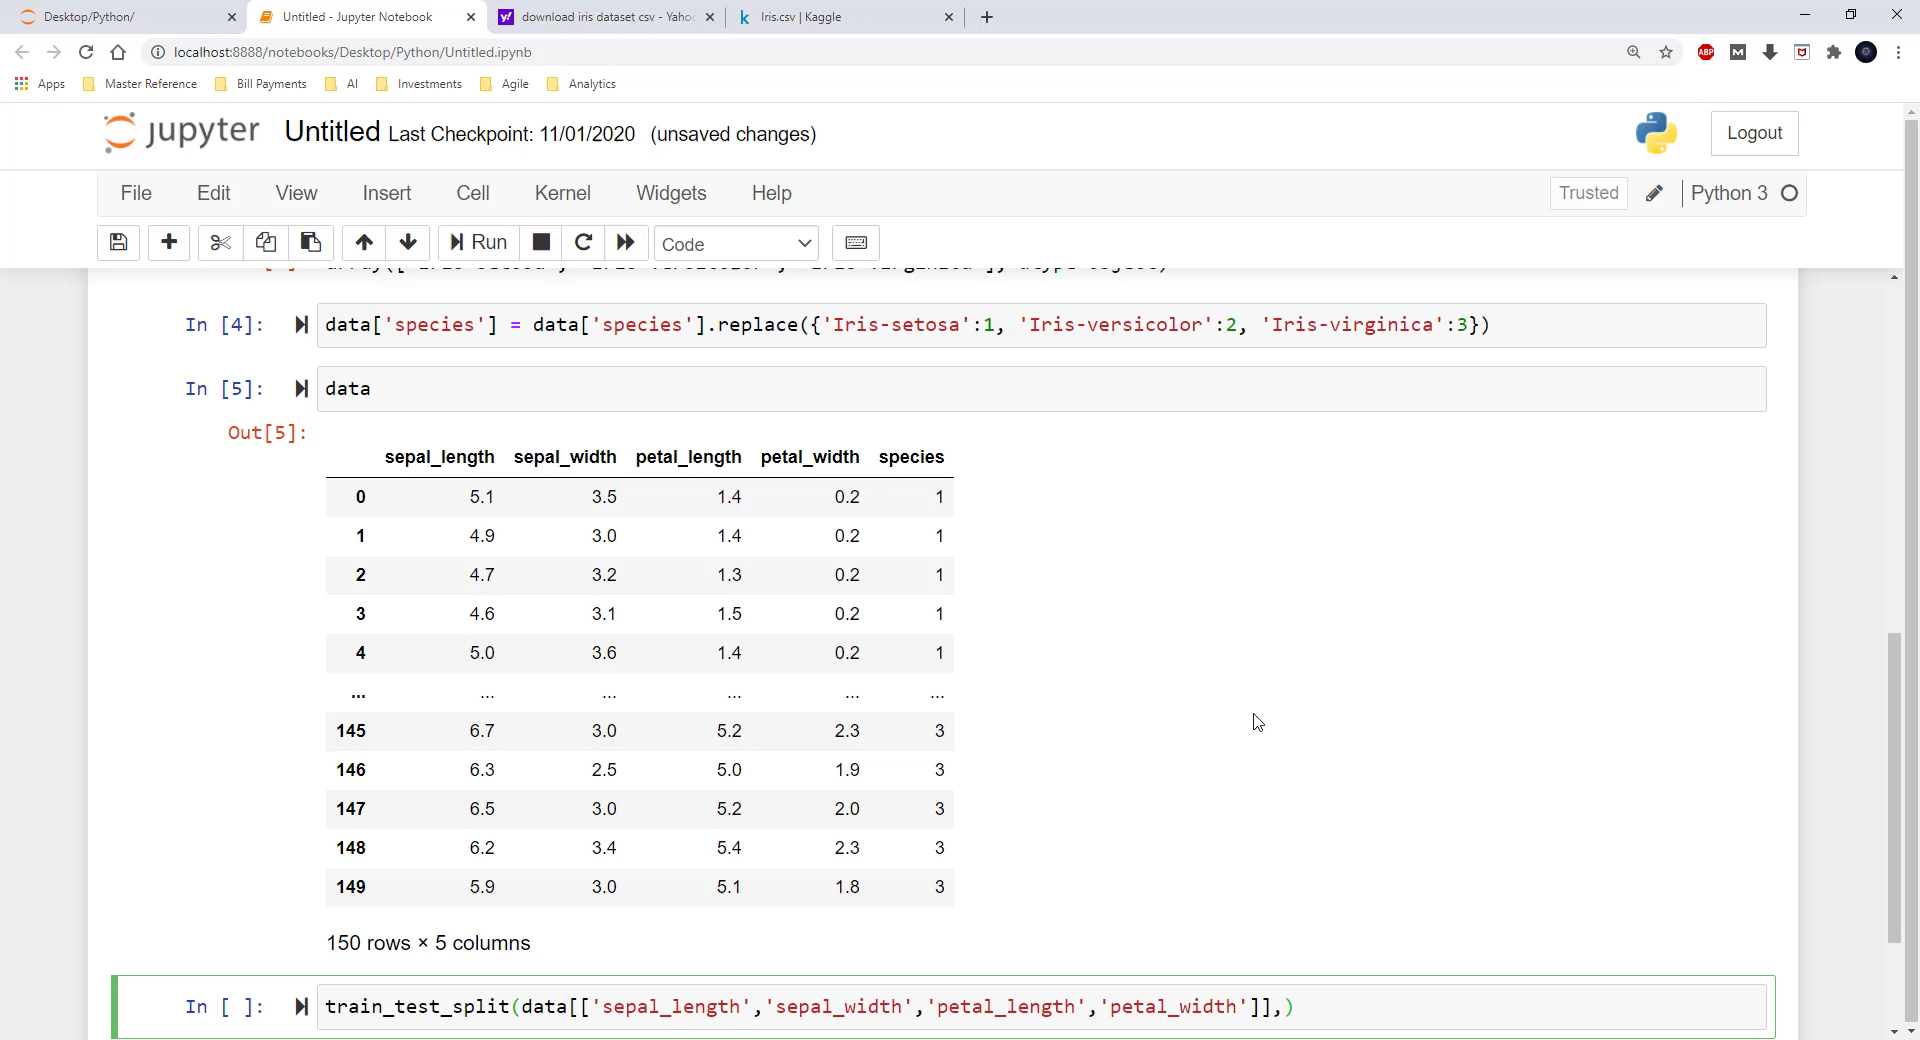 Desktop/Python/
Untitled - Jupyter Notebook
download iris dataset csv - Yahoo
Iris.csv | Kaggle
localhost:8888/notebooks/Desktop/Python/Untitled.ipynb
ABP
M
Apps
Master Reference
Bill Payments
AI
Investments
Agile
Analytics
jupyter Untitled Last Checkpoint: 11/01/2020 (unsaved changes)
Logout
File Edit View Insert Cell Kernel Widgets Help
Trusted
Python 3
Run
Code
In [4]: data['species'] = data['species'].replace({'Iris-setosa':1, 'Iris-versicolor':2, 'Iris-virginica':3})
In [5]: data
Out[5]:
sepal_length sepal_width petal_length petal_width species
0 5.1 3.5 1.4 0.2 1
1 4.9 3.0 1.4 0.2 1
2 4.7 3.2 1.3 0.2 1
3 4.6 3.1 1.5 0.2 1
4 5.0 3.6 1.4 0.2 1
... ... ... ... ... ...
145 6.7 3.0 5.2 2.3 3
146 6.3 2.5 5.0 1.9 3
147 6.5 3.0 5.2 2.0 3
148 6.2 3.4 5.4 2.3 3
149 5.9 3.0 5.1 1.8 3
150 rows × 5 columns
In [ ]: train_test_split(data[['sepal_length','sepal_width','petal_length','petal_width']],)